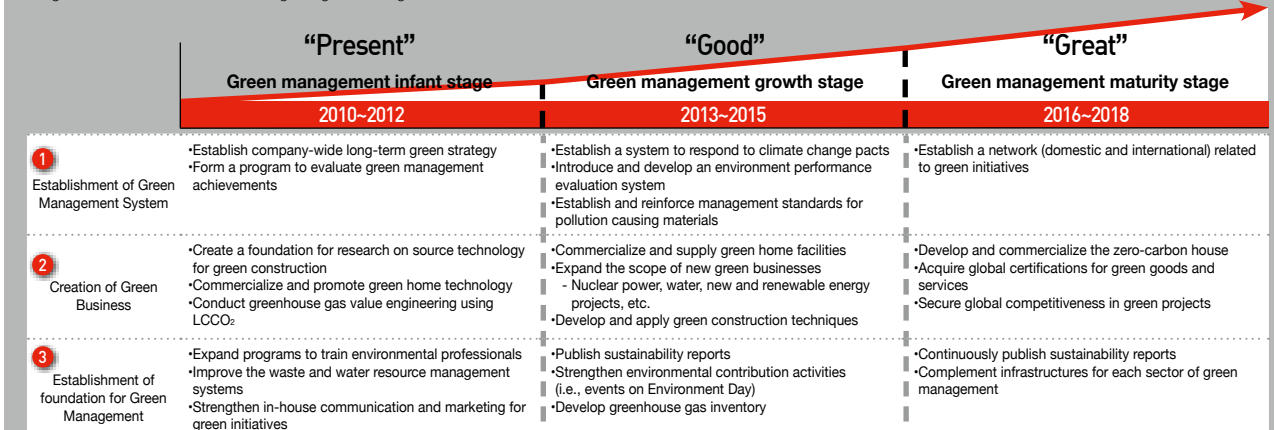 “Present”
“Good”
“Great”
Green management infant stage
Green management growth stage
Green management maturity stage
2010~2012
2013~2015
2016~2018
1
Establishment of Green
Management System
•Establish company-wide long-term green strategy
•Form a program to evaluate green management
achievements
•Establish a system to respond to climate change pacts
•Introduce and develop an environment performance
evaluation system
•Establish and reinforce management standards for
pollution causing materials
•Establish a network (domestic and international) related
to green initiatives
2
Creation of Green
Business
•Create a foundation for research on source technology
for green construction
•Commercialize and promote green home technology
•Conduct greenhouse gas value engineering using
LCCO₂
•Commercialize and supply green home facilities
•Expand the scope of new green businesses
- Nuclear power, water, new and renewable energy
projects, etc.
•Develop and apply green construction techniques
•Develop and commercialize the zero-carbon house
•Acquire global certifications for green goods and
services
•Secure global competitiveness in green projects
3
Establishment of
foundation for Green
Management
•Expand programs to train environmental professionals
•Improve the waste and water resource management
systems
•Strengthen in-house communication and marketing for
green initiatives
•Publish sustainability reports
•Strengthen environmental contribution activities
(i.e., events on Environment Day)
•Develop greenhouse gas inventory
•Continuously publish sustainability reports
•Complement infrastructures for each sector of green
management